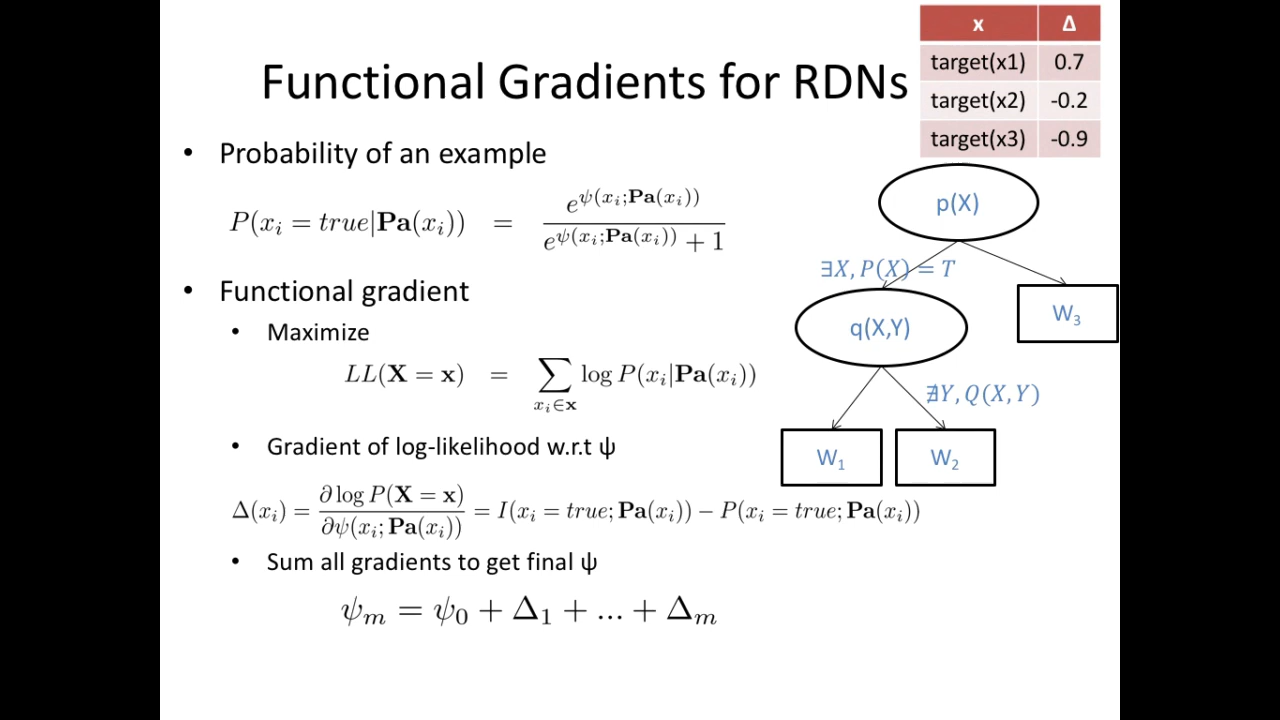 Functional Gradients for RDNs
x Δ
target(x1) 0.7
target(x2) -0.2
target(x3) -0.9
• Probability of an example
P(x_i = true|Pa(x_i)) = e^{ψ(x_i;Pa(x_i))} / (e^{ψ(x_i;Pa(x_i))} + 1)
• Functional gradient
• Maximize
LL(X = x) = ∑_{x_i∈x} log P(x_i|Pa(x_i))
• Gradient of log-likelihood w.r.t ψ
Δ(x_i) = ∂ log P(X = x) / ∂ψ(x_i; Pa(x_i)) = I(x_i = true; Pa(x_i)) − P(x_i = true; Pa(x_i))
• Sum all gradients to get final ψ
ψ_m = ψ_0 + Δ_1 + ... + Δ_m
p(X)
∃X, P(X) = T
q(X,Y)
W_3
∄Y, Q(X, Y)
W_1
W_2